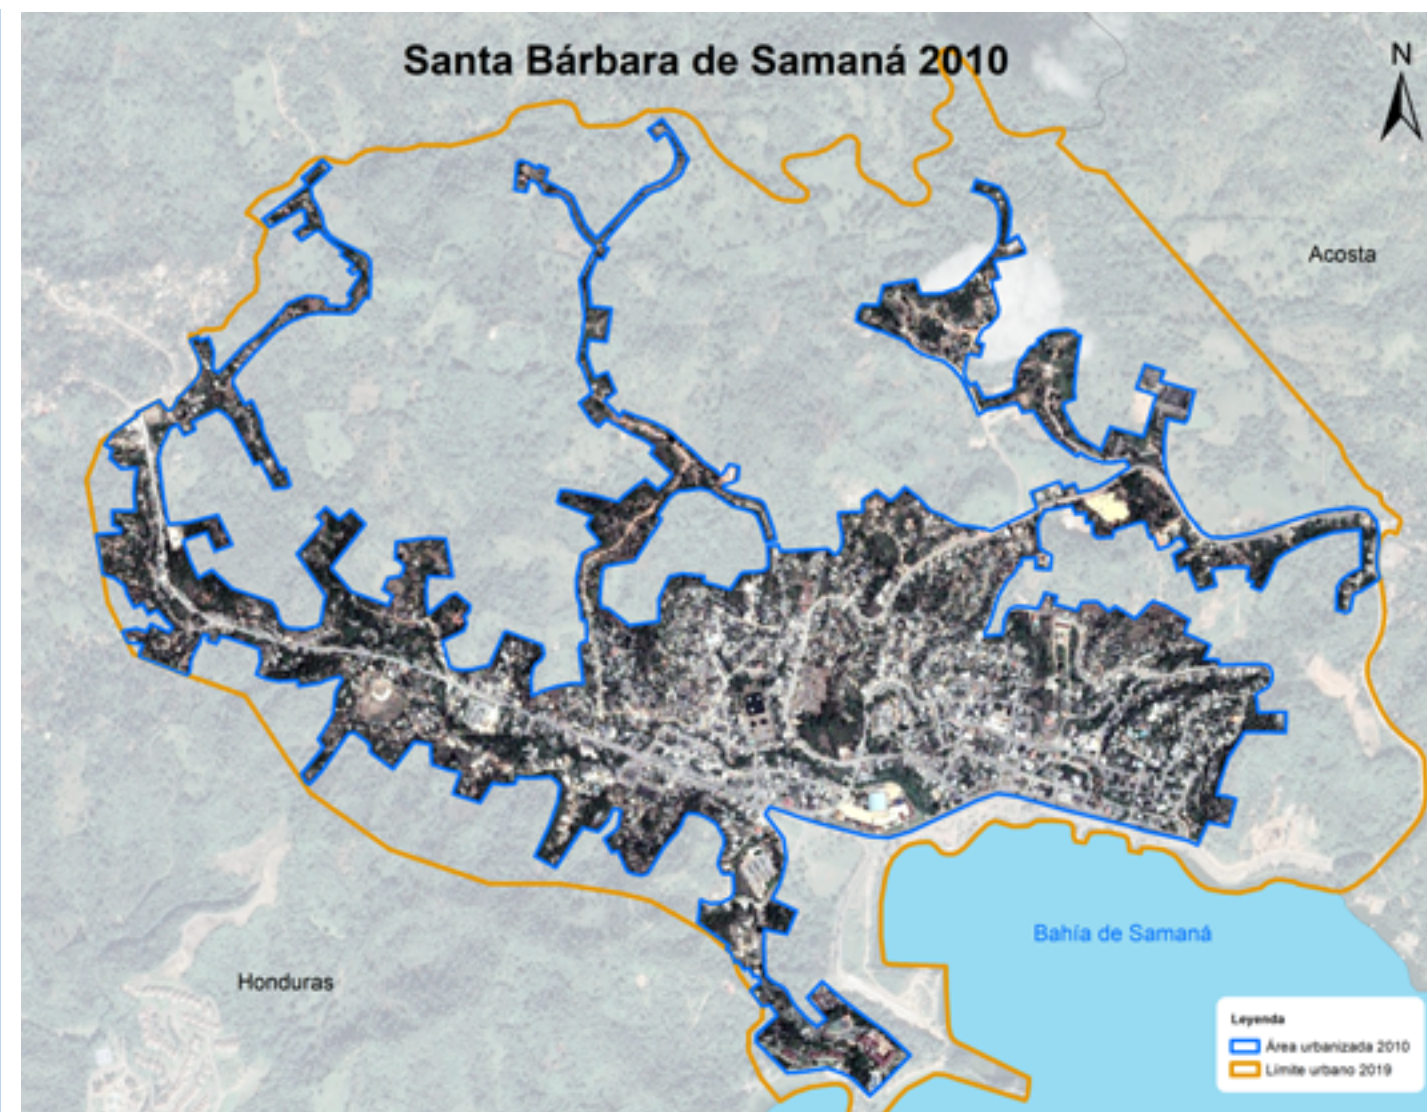 Santa Bárbara de Samaná 2010
N
Acosta
Bahía de Samaná
Honduras
Leyenda
Área urbanizada 2010
Límite urbano 2019